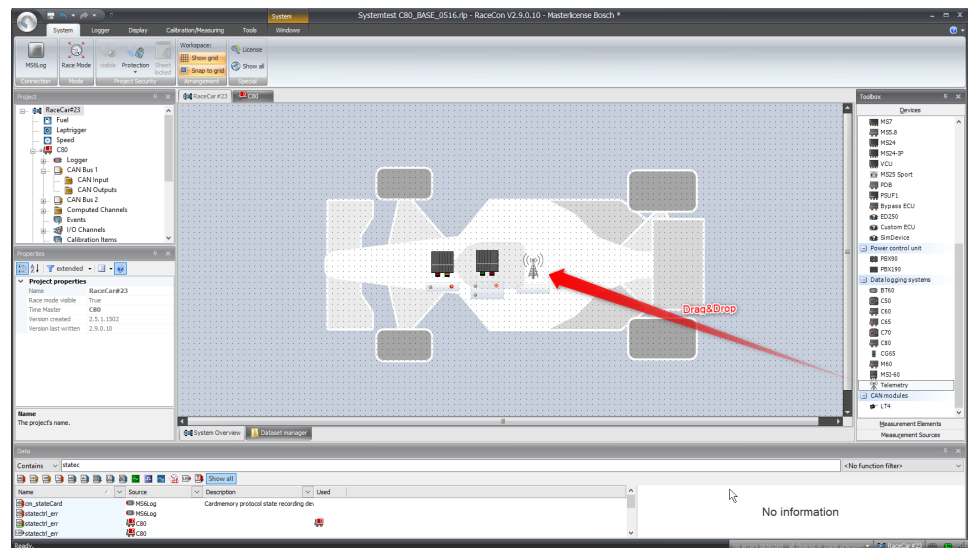 System
Systemtest C80_BASE_0516.rlp - RaceCon V2.9.0.10 - Masterlicense Bosch *
System Logger Display Calibration/Measuring Tools Windows
MS6Log
Race Mode
visible
Protection
Sheet locked
Workspace:
Show grid
Snap to grid
License
Show all
Connection
Mode
Project Security
Arrangement
Special
Project
RaceCar#23
Fuel
Laptrigger
Speed
C80
Logger
CAN Bus 1
CAN Input
CAN Outputs
CAN Bus 2
Computed Channels
Events
I/O Channels
Calibration Items
Properties
extended
Project properties
Name RaceCar#23
Race mode visible True
Time Master C80
Version created 2.5.1.1502
Version last written 2.9.0.10
Name
The project's name.
RaceCar#23 C80
Drag&Drop
System Overview Dataset manager
Toolbox
Devices
MS7
MS5.8
MS24
MS24-IP
VCU
MS25 Sport
PDB
PSUF1
Bypass ECU
ED250
Custom ECU
SimDevice
Power control unit
PBX90
PBX190
Data logging systems
BT60
C50
C60
C65
C70
C80
CG65
M60
MSI-60
Telemetry
CAN modules
LT4
Measurement Elements
Measurement Sources
Data
Contains statec
<No function filter>
Show all
Name Source Description Used
cm_stateCard MS6Log Cardmemory protocol state recording dev
statectrl_err MS6Log
statectrl_err C80
statectrl_err C80
No information
Ready.
RaceCar#23